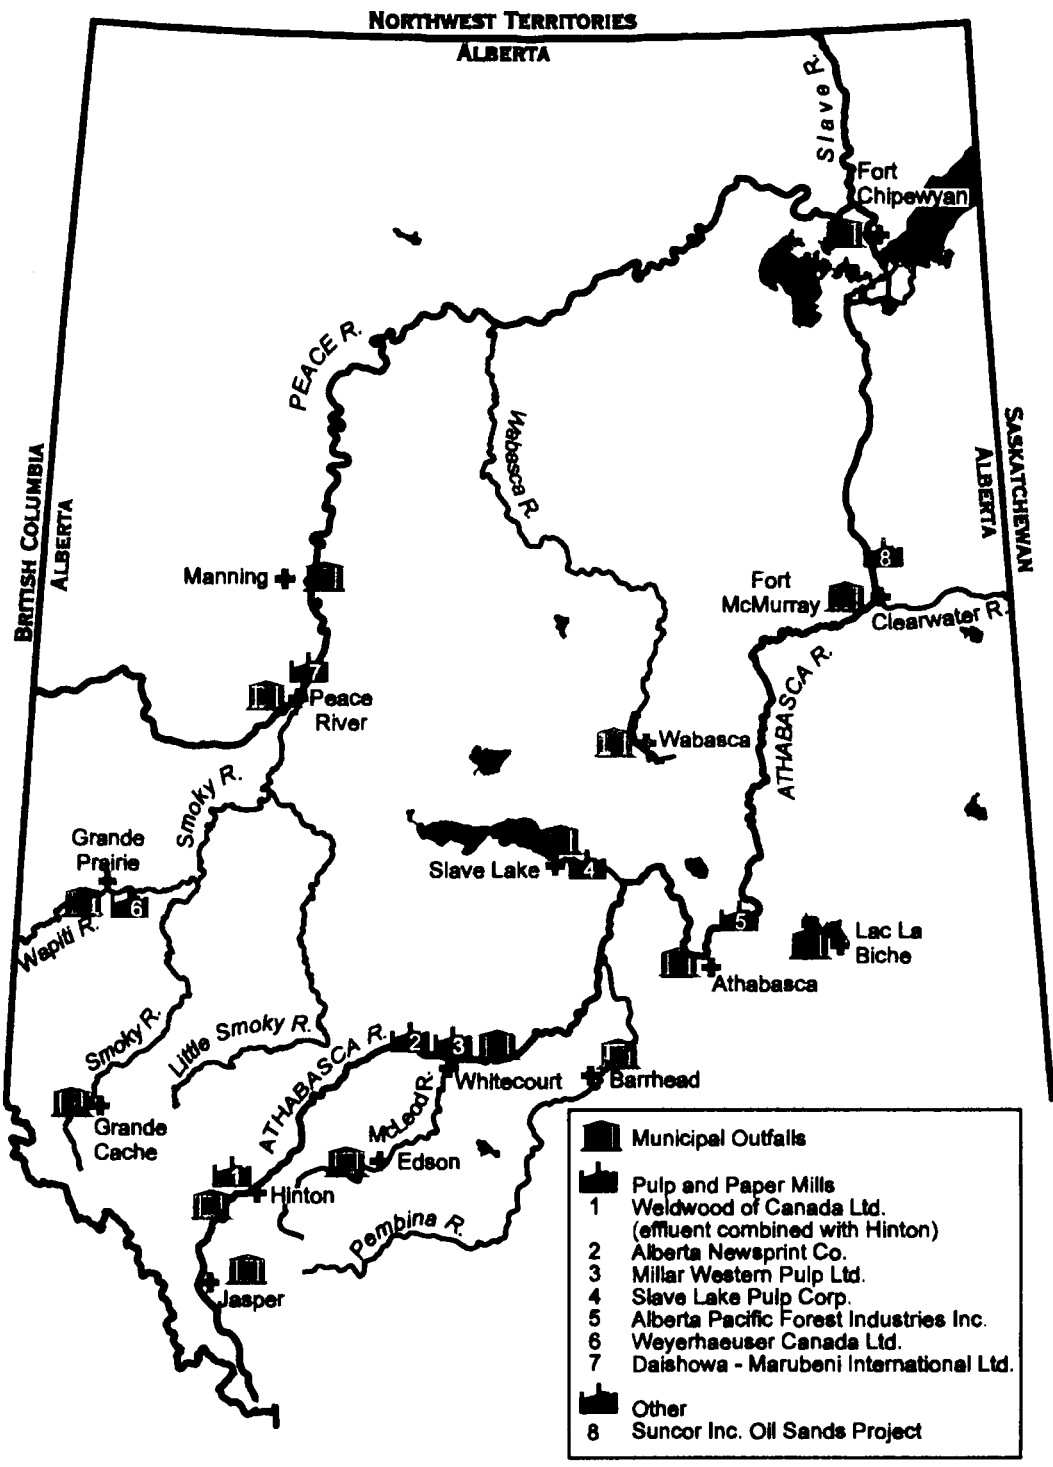 NORTHWEST TERRITORIES
ALBERTA
Slave R.
Fort
Chipewyan
PEACE R.
Wabasca R.
BRITISH COLUMBIA
ALBERTA
SASKATCHEWAN
ALBERTA
Manning
8
Fort
McMurray
Clearwater R.
7
Peace
River
ATHABASCA R.
Wabasca
Smoky R.
Grande
Prairie
Slave Lake
4
6
Wapiti R.
5
Lac La
Biche
Athabasca
Smoky R.
Little Smoky R.
ATHABASCA R.
2
3
Whitecourt
Barrhead
McLeod R.
Grande
Cache
Edson
1
Hinton
Pembina R.
Jasper
Municipal Outfalls
Pulp and Paper Mills
1 Weldwood of Canada Ltd.
(effluent combined with Hinton)
2 Alberta Newsprint Co.
3 Millar Western Pulp Ltd.
4 Slave Lake Pulp Corp.
5 Alberta Pacific Forest Industries Inc.
6 Weyerhaeuser Canada Ltd.
7 Daishowa - Marubeni International Ltd.
Other
8 Suncor Inc. Oil Sands Project